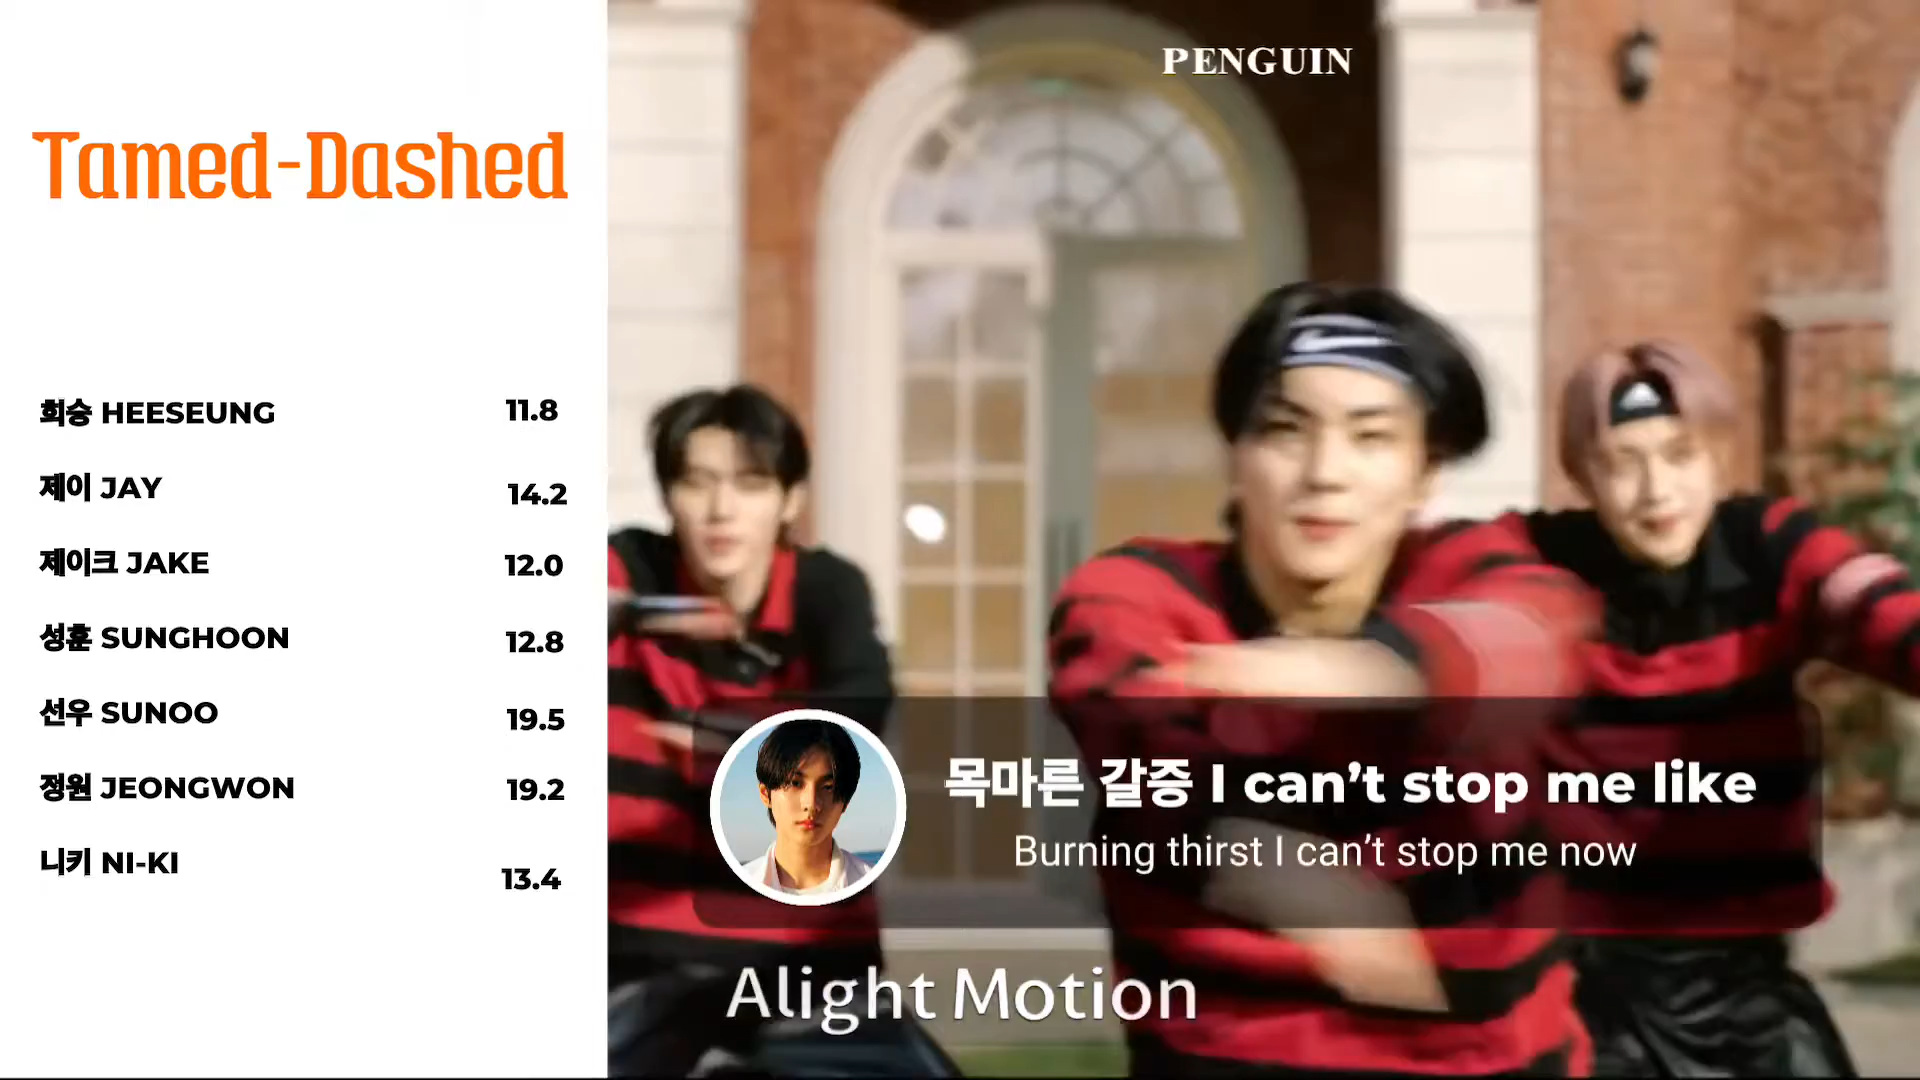 PENGUIN
Tamed-Dashed
희승 HEESEUNG 11.8
제이 JAY 14.2
제이크 JAKE 12.0
성훈 SUNGHOON 12.8
선우 SUNOO 19.5
정원 JEONGWON 19.2
니키 NI-KI 13.4
목마른 갈증 I can’t stop me like
Burning thirst I can’t stop me now
Alight Motion